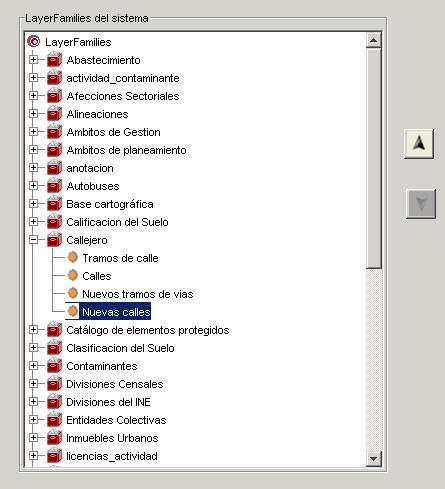 LayerFamilies del sistema
LayerFamilies
Abastecimiento
actividad_contaminante
Afecciones Sectoriales
Alineaciones
Ambitos de Gestion
Ambitos de planeamiento
anotacion
Autobuses
Base cartográfica
Calificacion del Suelo
Callejero
Tramos de calle
Calles
Nuevos tramos de vias
Nuevas calles
Catálogo de elementos protegidos
Clasificacion del Suelo
Contaminantes
Divisiones Censales
Divisiones del INE
Entidades Colectivas
Inmuebles Urbanos
licencias_actividad